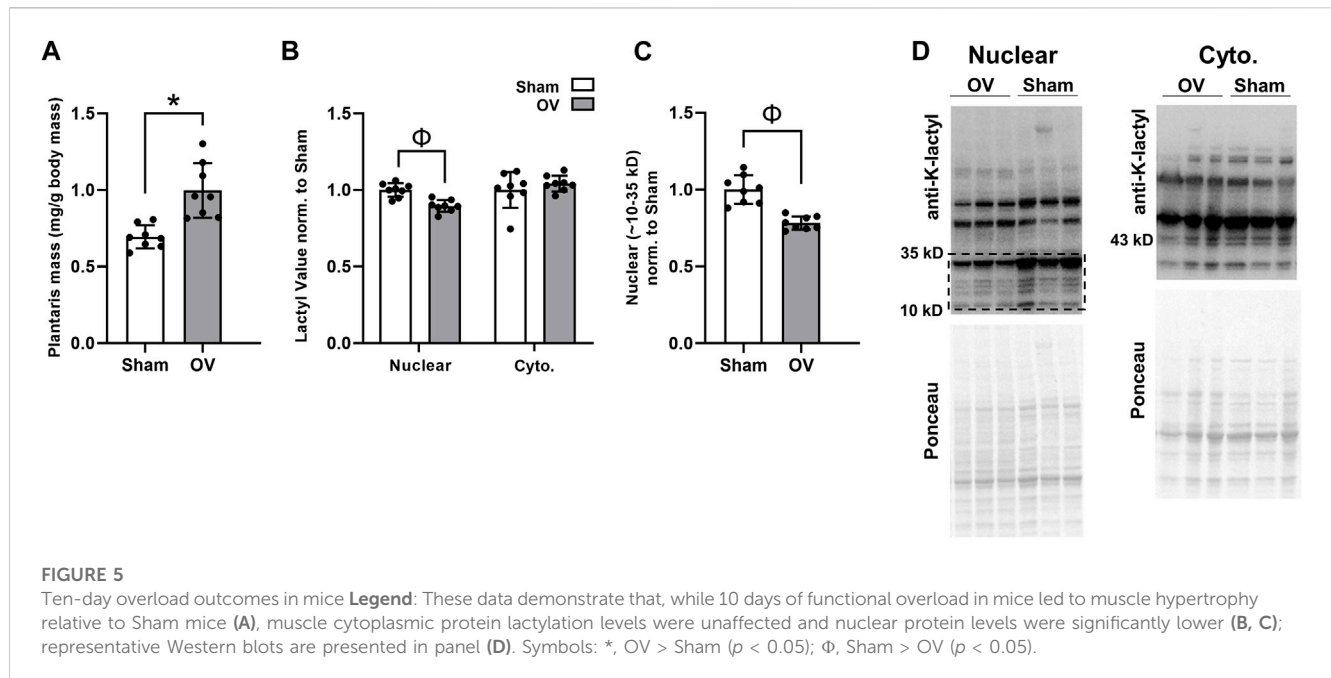 A
Plantaris mass (mg/g body mass)
1.5
1.0
0.5
0.0
*
Sham
OV
B
Lactyl Value norm. to Sham
1.5
1.0
0.5
0.0
Sham
OV
Φ
Nuclear
Cyto.
C
Nuclear (~10-35 kD)
norm. to Sham
1.5
1.0
0.5
0.0
Φ
Sham
OV
D
Nuclear
OV
Sham
anti-K-lactyl
35 kD
10 kD
Ponceau
Cyto.
OV
Sham
anti-K-lactyl
43 kD
Ponceau
FIGURE 5
Ten-day overload outcomes in mice Legend: These data demonstrate that, while 10 days of functional overload in mice led to muscle hypertrophy
relative to Sham mice (A), muscle cytoplasmic protein lactylation levels were unaffected and nuclear protein levels were significantly lower (B, C);
representative Western blots are presented in panel (D). Symbols: *, OV > Sham (p < 0.05); Φ, Sham > OV (p < 0.05).